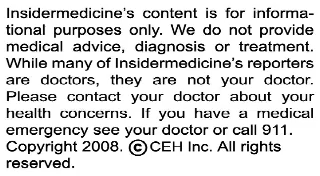 Insidermedicine's content is for informa-
tional purposes only. We do not provide
medical advice, diagnosis or treatment.
While many of Insidermedicine's reporters
are doctors, they are not your doctor.
Please contact your doctor about your
health concerns. If you have a medical
emergency see your doctor or call 911.
Copyright 2008. ©CEH Inc. All rights
reserved.